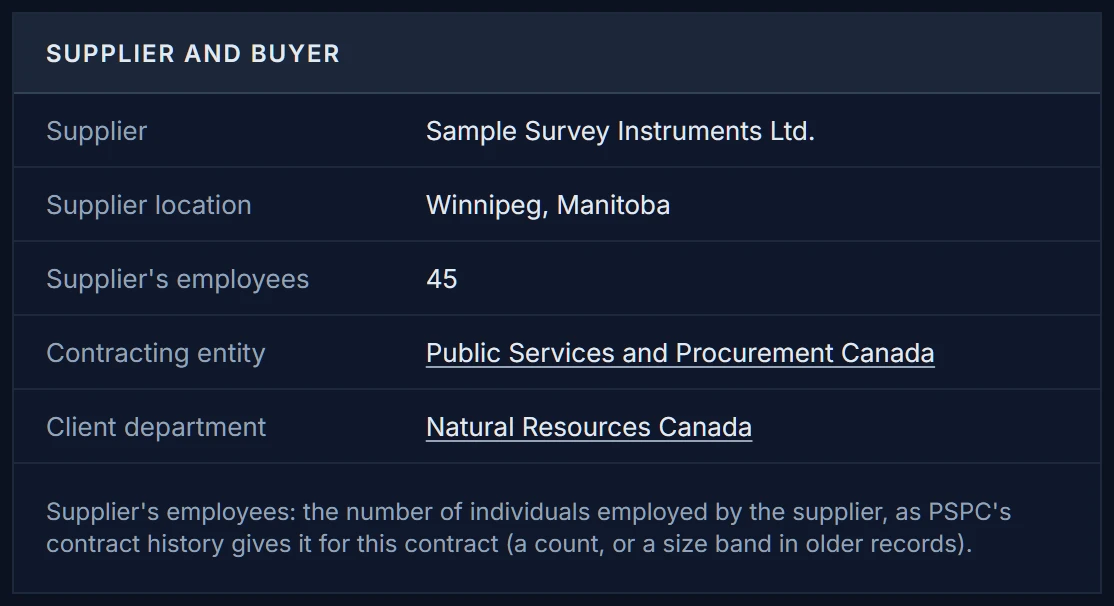 SUPPLIER AND BUYER
Supplier Sample Survey Instruments Ltd.
Supplier location Winnipeg, Manitoba
Supplier's employees 45
Contracting entity Public Services and Procurement Canada
Client department Natural Resources Canada
Supplier's employees: the number of individuals employed by the supplier, as PSPC's
contract history gives it for this contract (a count, or a size band in older records).